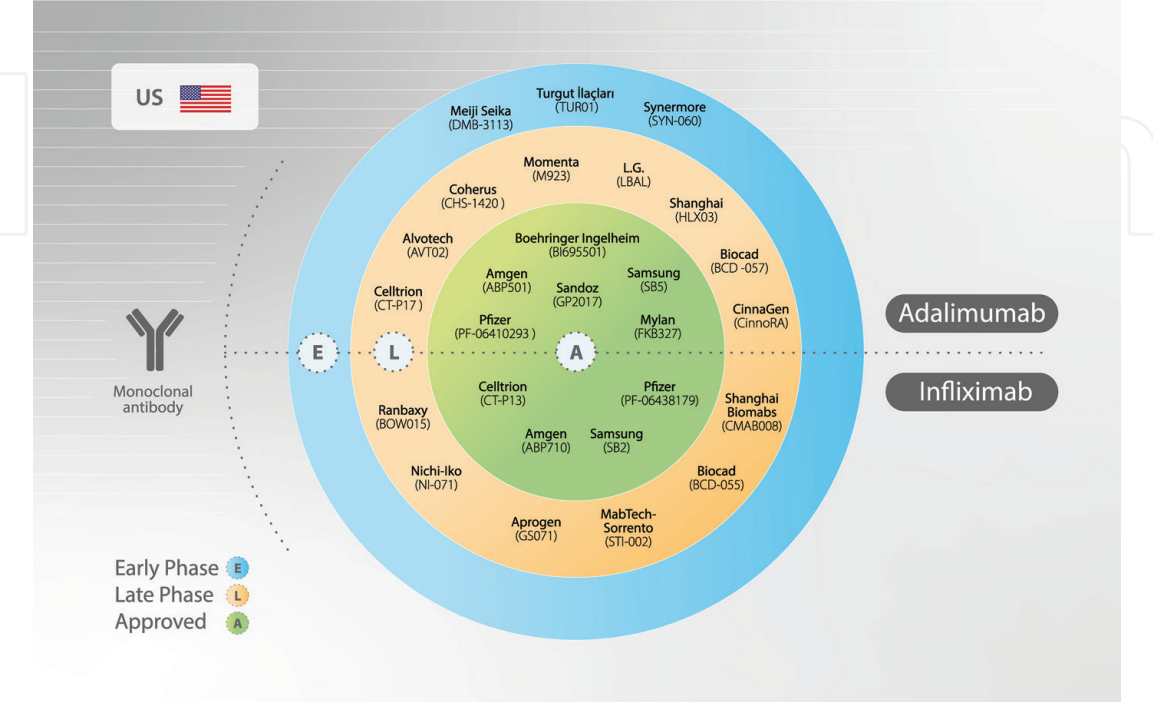 US
Meiji Seika
(DMB-3113)
Turgut İlaçları
(TUR01)
Synermore
(SYN-060)
Momenta
(M923)
L.G.
(LBAL)
Coherus
(CHS-1420 )
Shanghai
(HLX03)
Alvotech
(AVT02)
Boehringer Ingelheim
(BI695501)
Biocad
(BCD -057)
Amgen
(ABP501)
Sandoz
(GP2017)
Samsung
(SB5)
Celltrion
(CT-P17 )
CinnaGen
(CinnoRA)
Pfizer
(PF-06410293 )
Mylan
(FKB327)
Adalimumab
E
L
A
Monoclonal
antibody
Infliximab
Celltrion
(CT-P13)
Pfizer
(PF-06438179)
Ranbaxy
(BOW015)
Shanghai
Biomabs
(CMAB008)
Amgen
(ABP710)
Samsung
(SB2)
Nichi-Iko
(NI-071)
Biocad
(BCD-055)
Aprogen
(GS071)
MabTech-
Sorrento
(STI-002)
Early Phase E
Late Phase L
Approved A